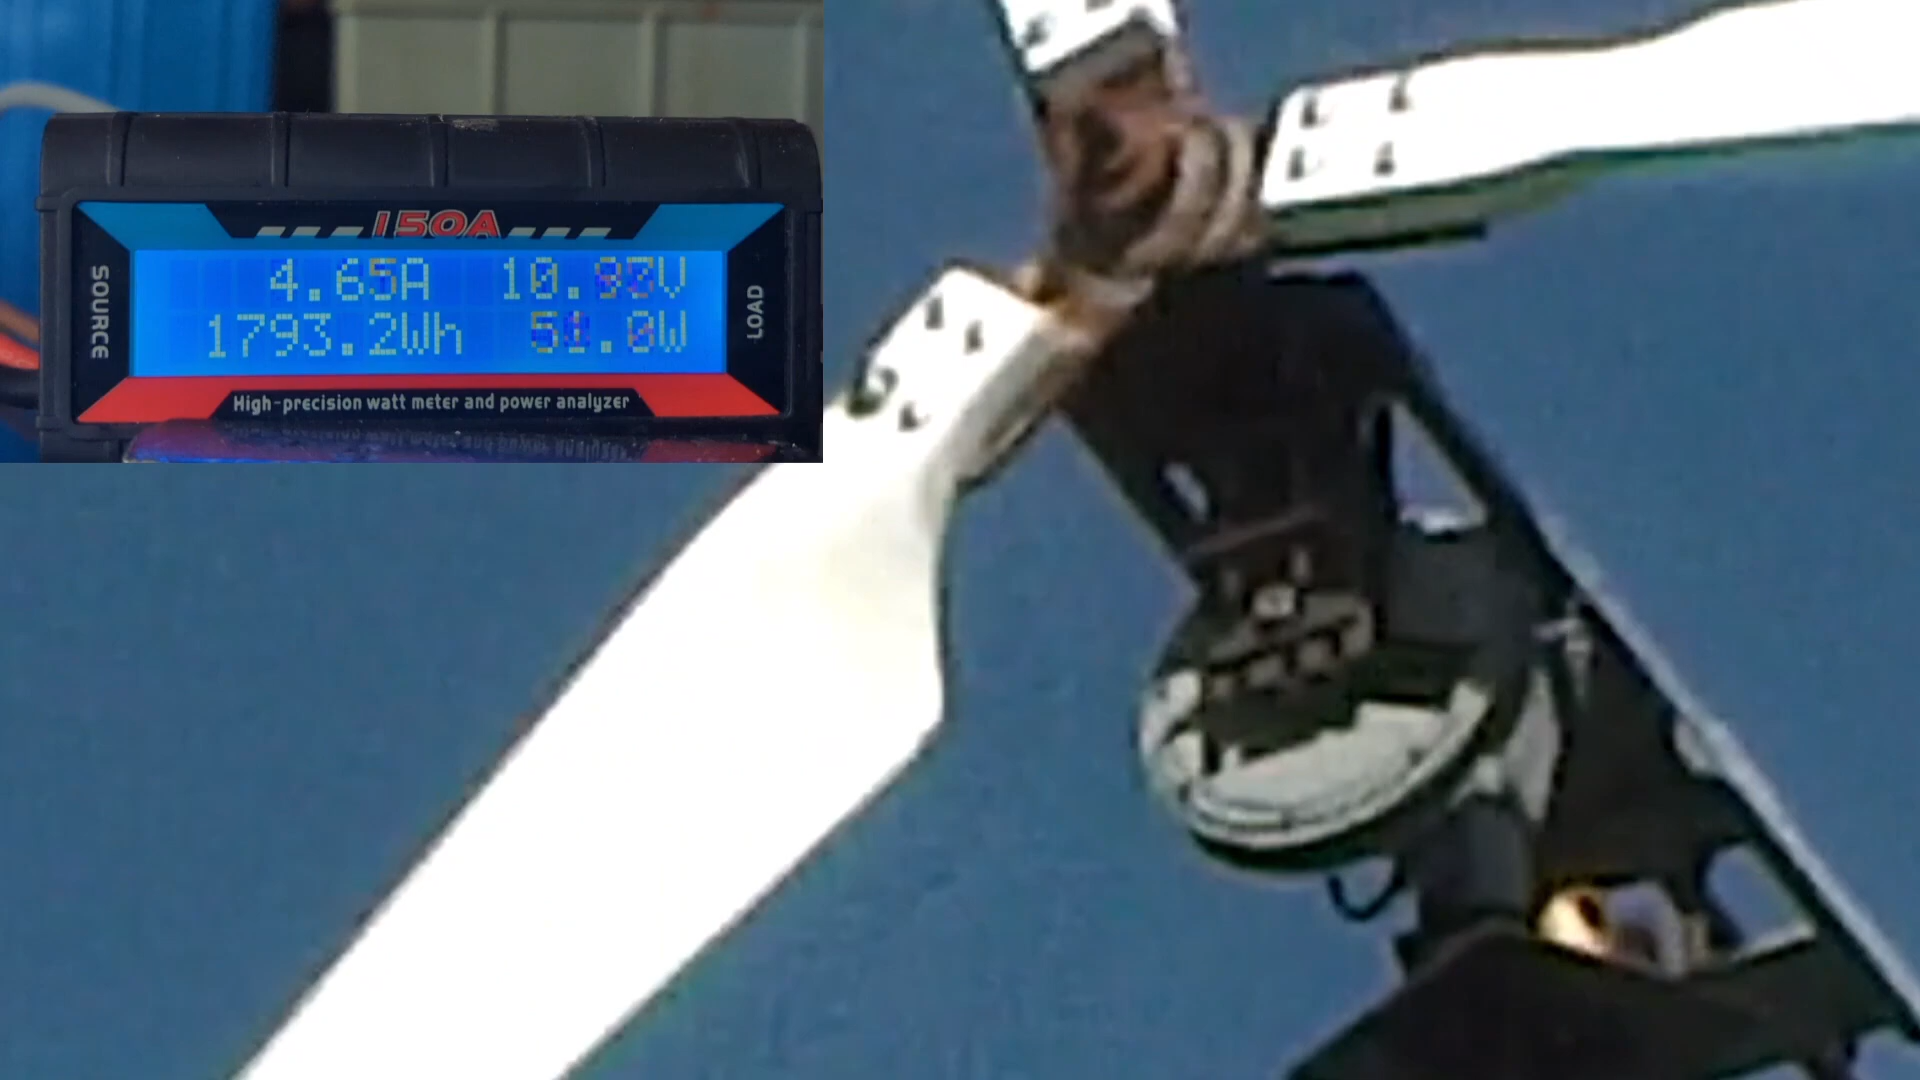 150A
SOURCE
4.65A
1793.2Wh
LOAD
High-precision watt meter and power analyzer